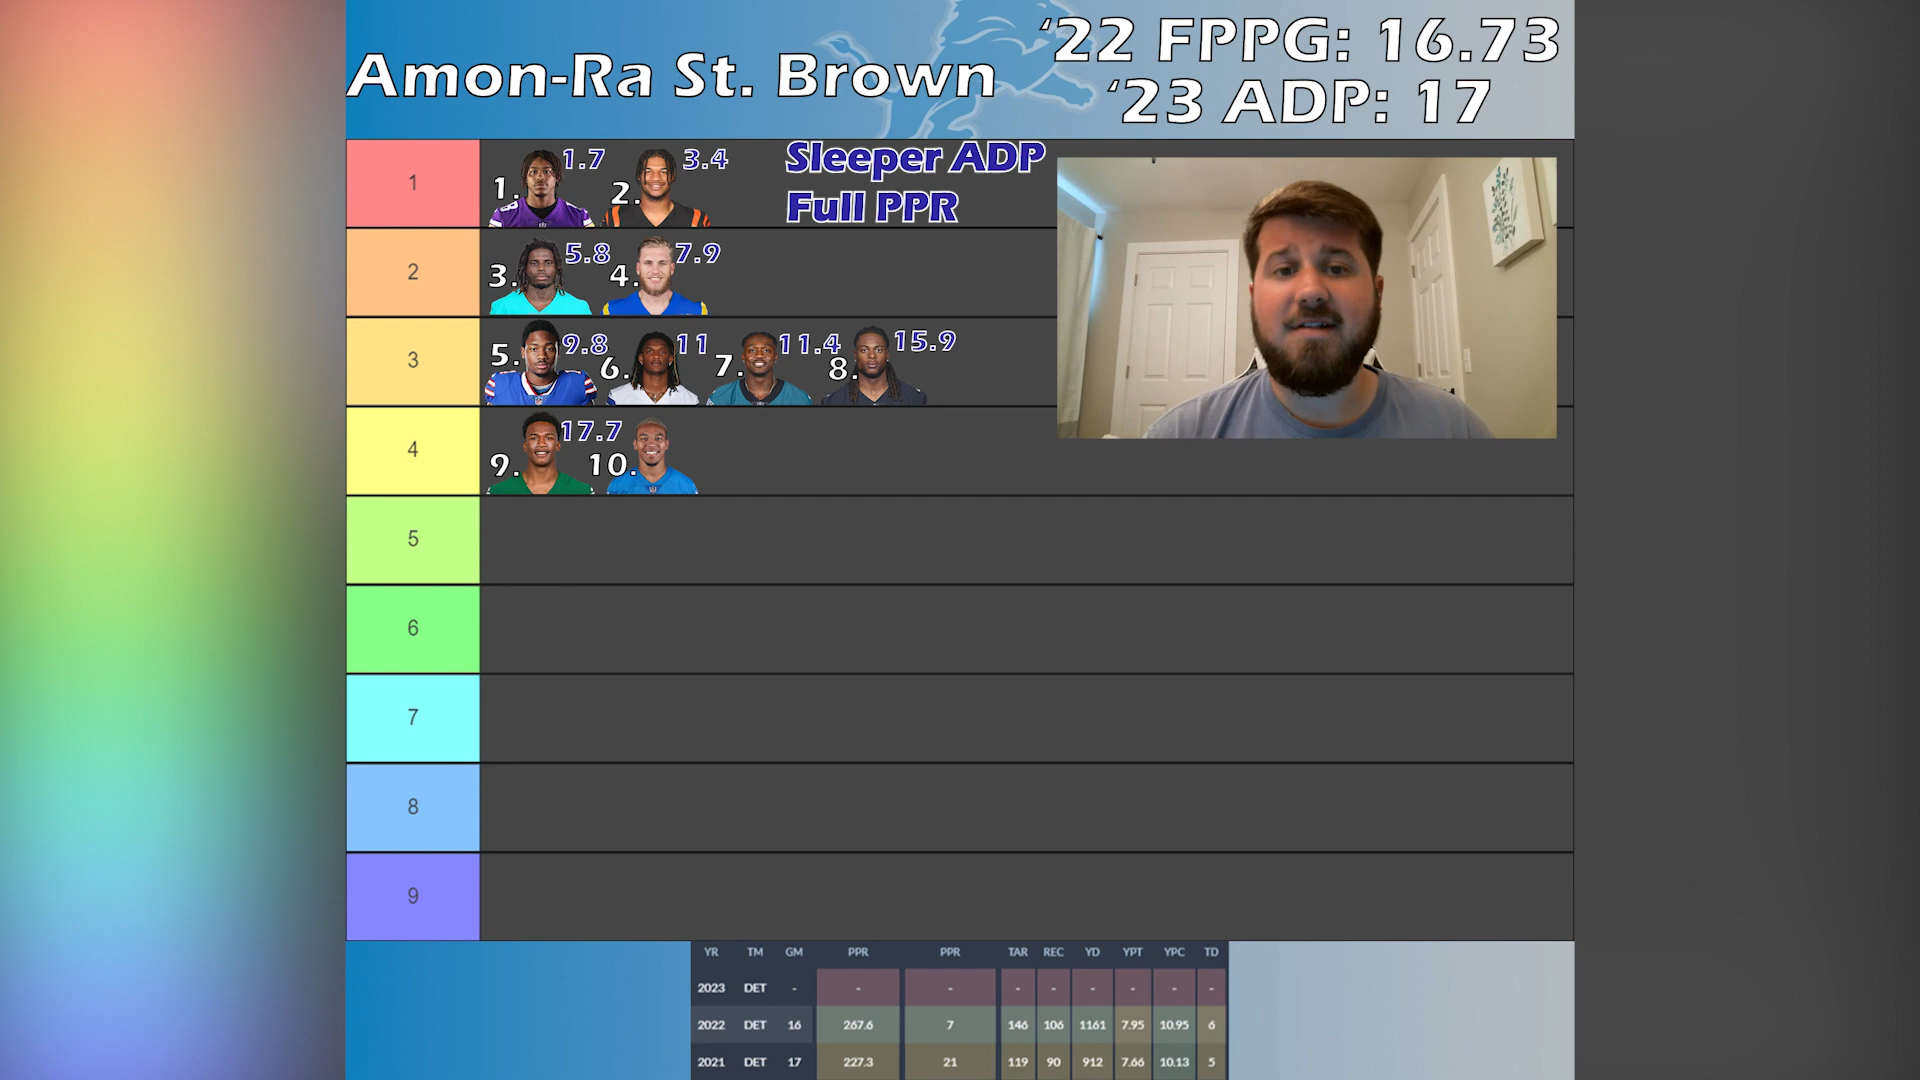 Amon-Ra St. Brown
‘22 FPPG: 16.73
‘23 ADP: 17
Sleeper ADP
Full PPR
1
1. 1.7 2. 3.4
2
3. 5.8 4. 7.9
3
5. 9.8 6. 11 7. 11.4 8. 15.9
4
9. 17.7 10.
5
6
7
8
9
YR TM GM PPR PPR TAR REC YD YPT YPC TD
2023 DET - - - - - - - - -
2022 DET 16 267.6 7 146 106 1161 7.95 10.95 6
2021 DET 17 227.3 21 119 90 912 7.66 10.13 5